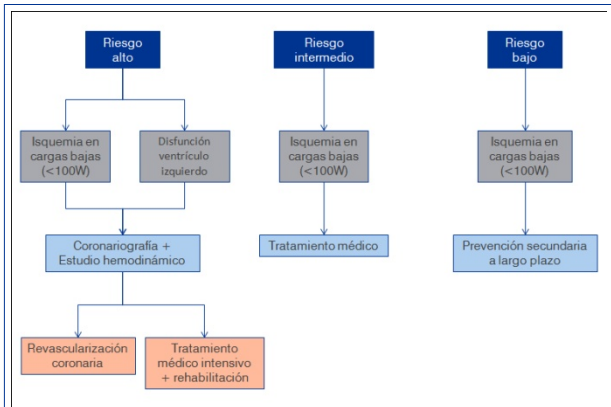 Riesgo
alto
Riesgo
intermedio
Riesgo
bajo
Isquemia en
cargas bajas
(<100W)
Disfunción
ventrículo
izquierdo
Isquemia en
cargas bajas
(<100W)
Isquemia en
cargas bajas
(<100W)
Coronariografía +
Estudio hemodinámico
Tratamiento médico
Prevención secundaria
a largo plazo
Revascularización
coronaria
Tratamiento
médico intensivo
+ rehabilitación